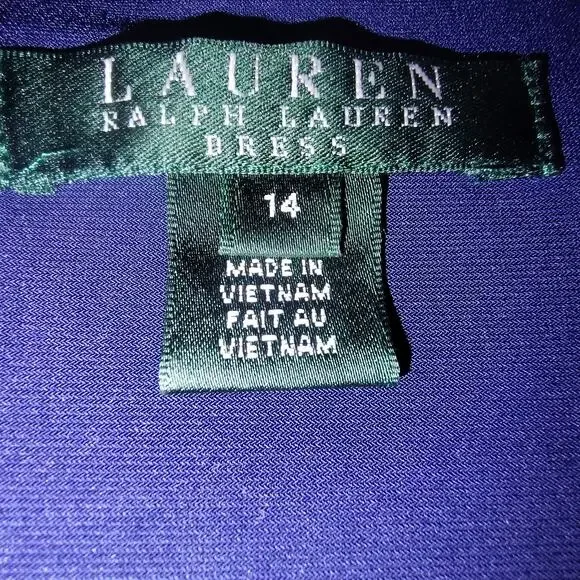 LAUREN
RALPH LAUREN
DRESS
14
MADE IN
VIETNAM
FAIT AU
VIETNAM